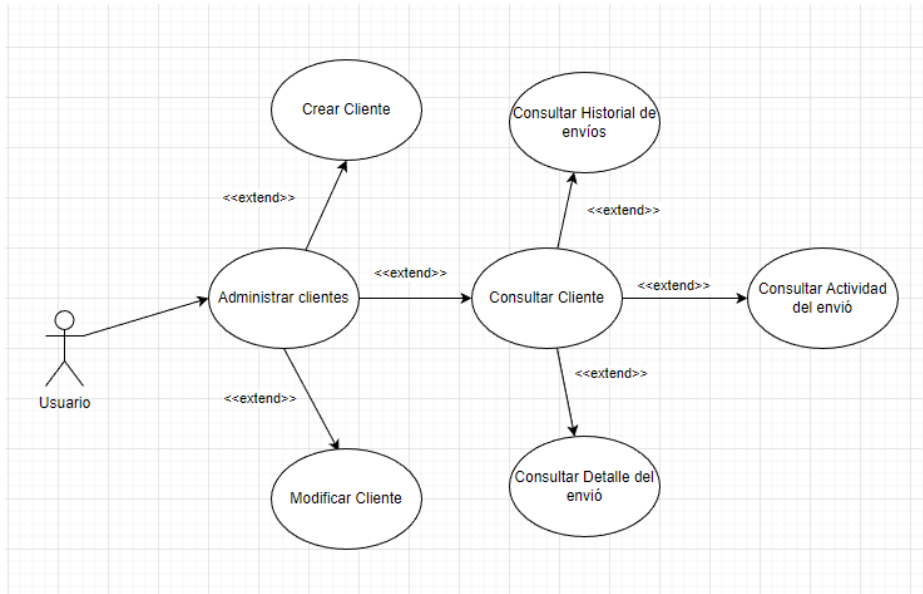 Crear Cliente
Consultar Historial de
envíos
<<extend>>
<<extend>>
Administrar clientes
<<extend>>
Consultar Cliente
<<extend>>
Consultar Actividad
del envió
Usuario
<<extend>>
<<extend>>
Modificar Cliente
Consultar Detalle del
envió